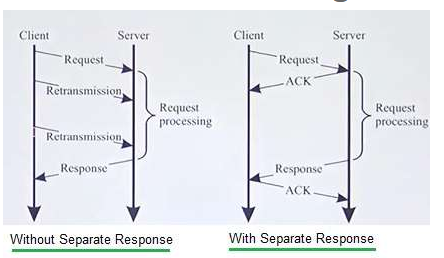 Client Server
Request
Retransmission
Request
processing
Retransmission
Response
Without Separate Response
Client Server
Request
ACK
Request
processing
Response
ACK
With Separate Response